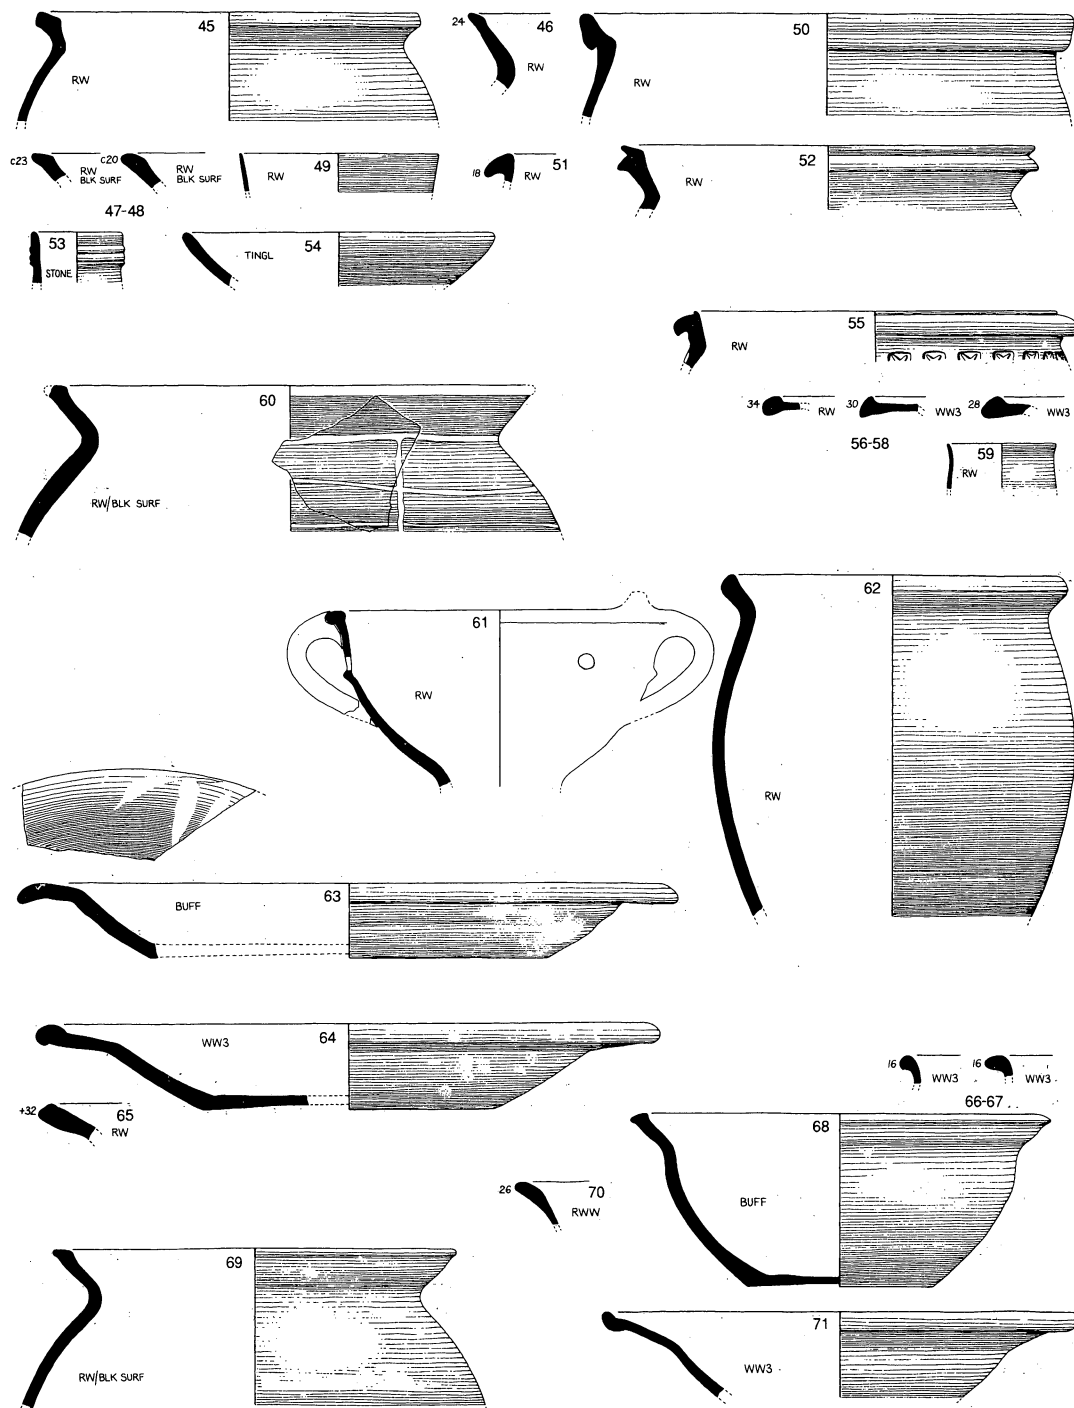 45
RW
24
46
RW
50
RW
c23
RW
BLK SURF
c20
RW
BLK SURF
47-48
49
RW
18
51
RW
52
RW
53
STONE
54
TINGL
55
RW
34
RW
30
WW3
28
WW3
56-58
59
RW
60
RW/BLK SURF
61
RW
62
RW
63
BUFF
64
WW3
+32
65
RW
16
WW3
16
WW3
66-67
68
BUFF
26
70
RWW
69
RW/BLK SURF
71
WW3